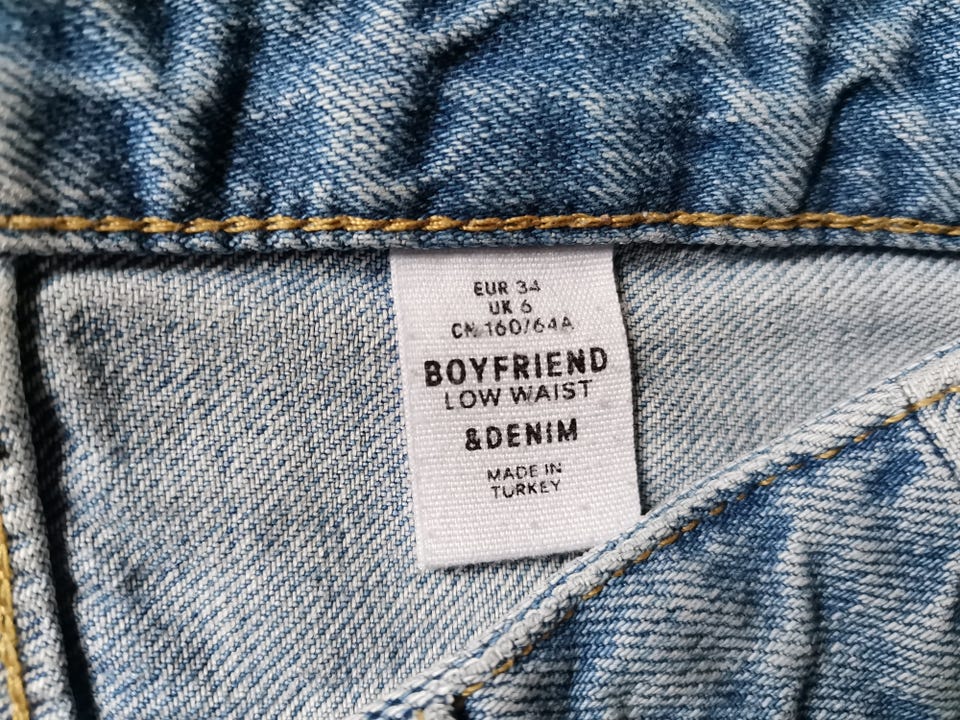 EUR 34
UK 6
CN 160/64A
BOYFRIEND
LOW WAIST
&DENIM
MADE IN
TURKEY